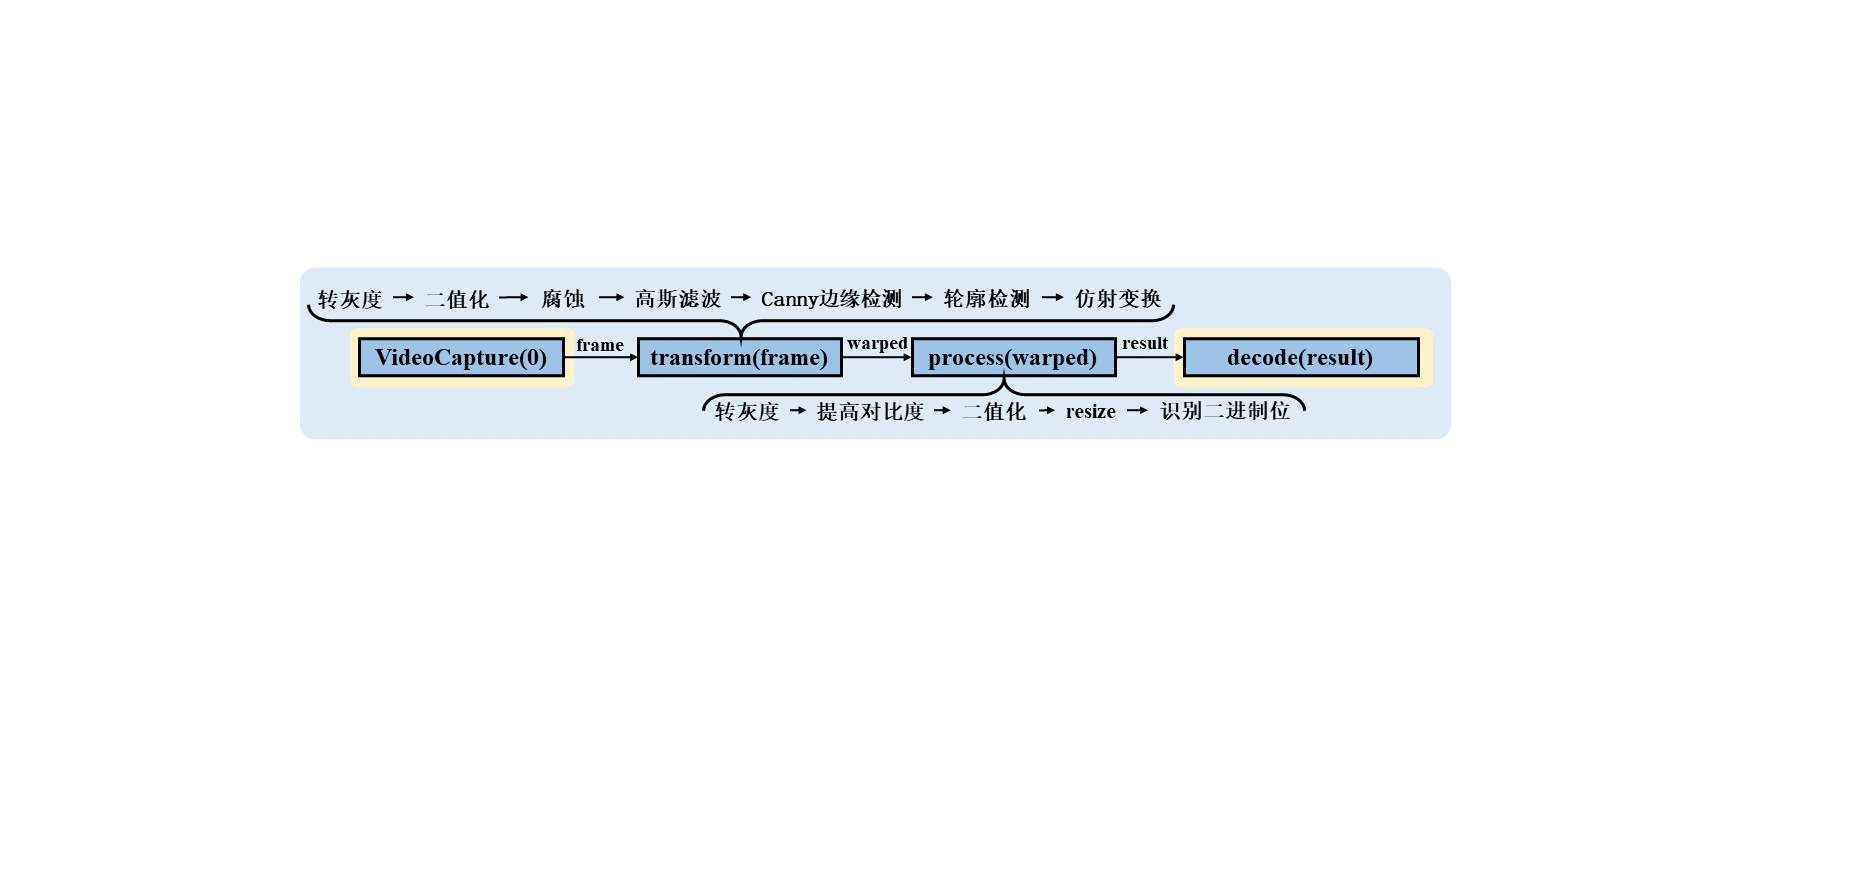 转灰度 → 二值化 → 腐蚀 → 高斯滤波 → Canny边缘检测 → 轮廓检测 → 仿射变换
VideoCapture(0) frame transform(frame) warped process(warped) result decode(result)
转灰度 → 提高对比度 → 二值化 → resize → 识别二进制位